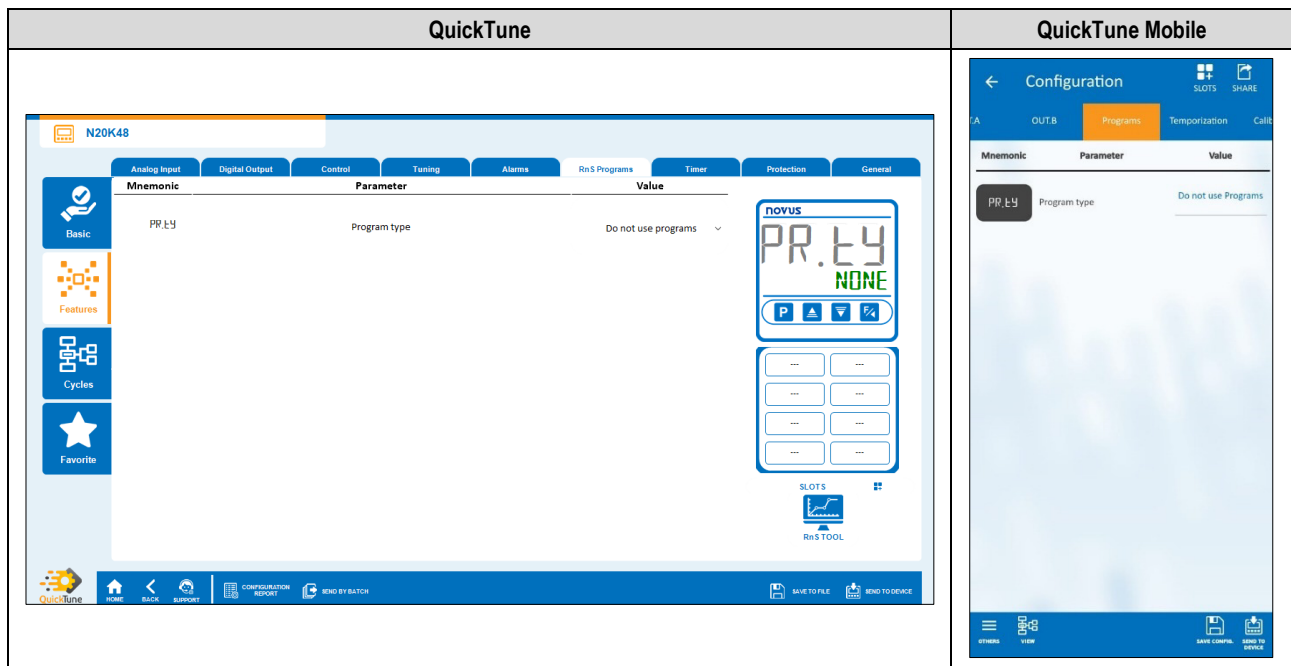 QuickTune
QuickTune Mobile
N20K48
Analog Input Digital Output Control Tuning Alarms RnS Programs Timer Protection General
Mnemonic Parameter Value
PR.tY Program type Do not use programs
Basic
Features
Cycles
Favorite
novus
PR.tY
NONE
P F/
--- ---
--- ---
--- ---
--- ---
SLOTS
RnS TOOL
QuickTune
HOME BACK SUPPORT
CONFIGURATION
REPORT
SEND BY BATCH
SAVE TO FILE SEND TO DEVICE
Configuration
SLOTS SHARE
T.A OUT.B Programs Temporization Calib
Mnemonic Parameter Value
PR.tY Program type Do not use Programs
OTHERS VIEW
SAVE CONFIG. SEND TO
DEVICE